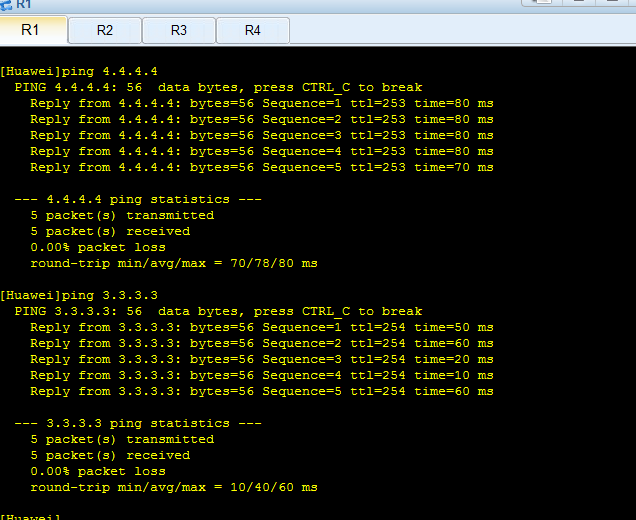 R1
R1 R2 R3 R4
[Huawei]ping 4.4.4.4
PING 4.4.4.4: 56 data bytes, press CTRL_C to break
Reply from 4.4.4.4: bytes=56 Sequence=1 ttl=253 time=80 ms
Reply from 4.4.4.4: bytes=56 Sequence=2 ttl=253 time=80 ms
Reply from 4.4.4.4: bytes=56 Sequence=3 ttl=253 time=80 ms
Reply from 4.4.4.4: bytes=56 Sequence=4 ttl=253 time=80 ms
Reply from 4.4.4.4: bytes=56 Sequence=5 ttl=253 time=70 ms
--- 4.4.4.4 ping statistics ---
5 packet(s) transmitted
5 packet(s) received
0.00% packet loss
round-trip min/avg/max = 70/78/80 ms
[Huawei]ping 3.3.3.3
PING 3.3.3.3: 56 data bytes, press CTRL_C to break
Reply from 3.3.3.3: bytes=56 Sequence=1 ttl=254 time=50 ms
Reply from 3.3.3.3: bytes=56 Sequence=2 ttl=254 time=60 ms
Reply from 3.3.3.3: bytes=56 Sequence=3 ttl=254 time=20 ms
Reply from 3.3.3.3: bytes=56 Sequence=4 ttl=254 time=10 ms
Reply from 3.3.3.3: bytes=56 Sequence=5 ttl=254 time=60 ms
--- 3.3.3.3 ping statistics ---
5 packet(s) transmitted
5 packet(s) received
0.00% packet loss
round-trip min/avg/max = 10/40/60 ms
[Huawei]